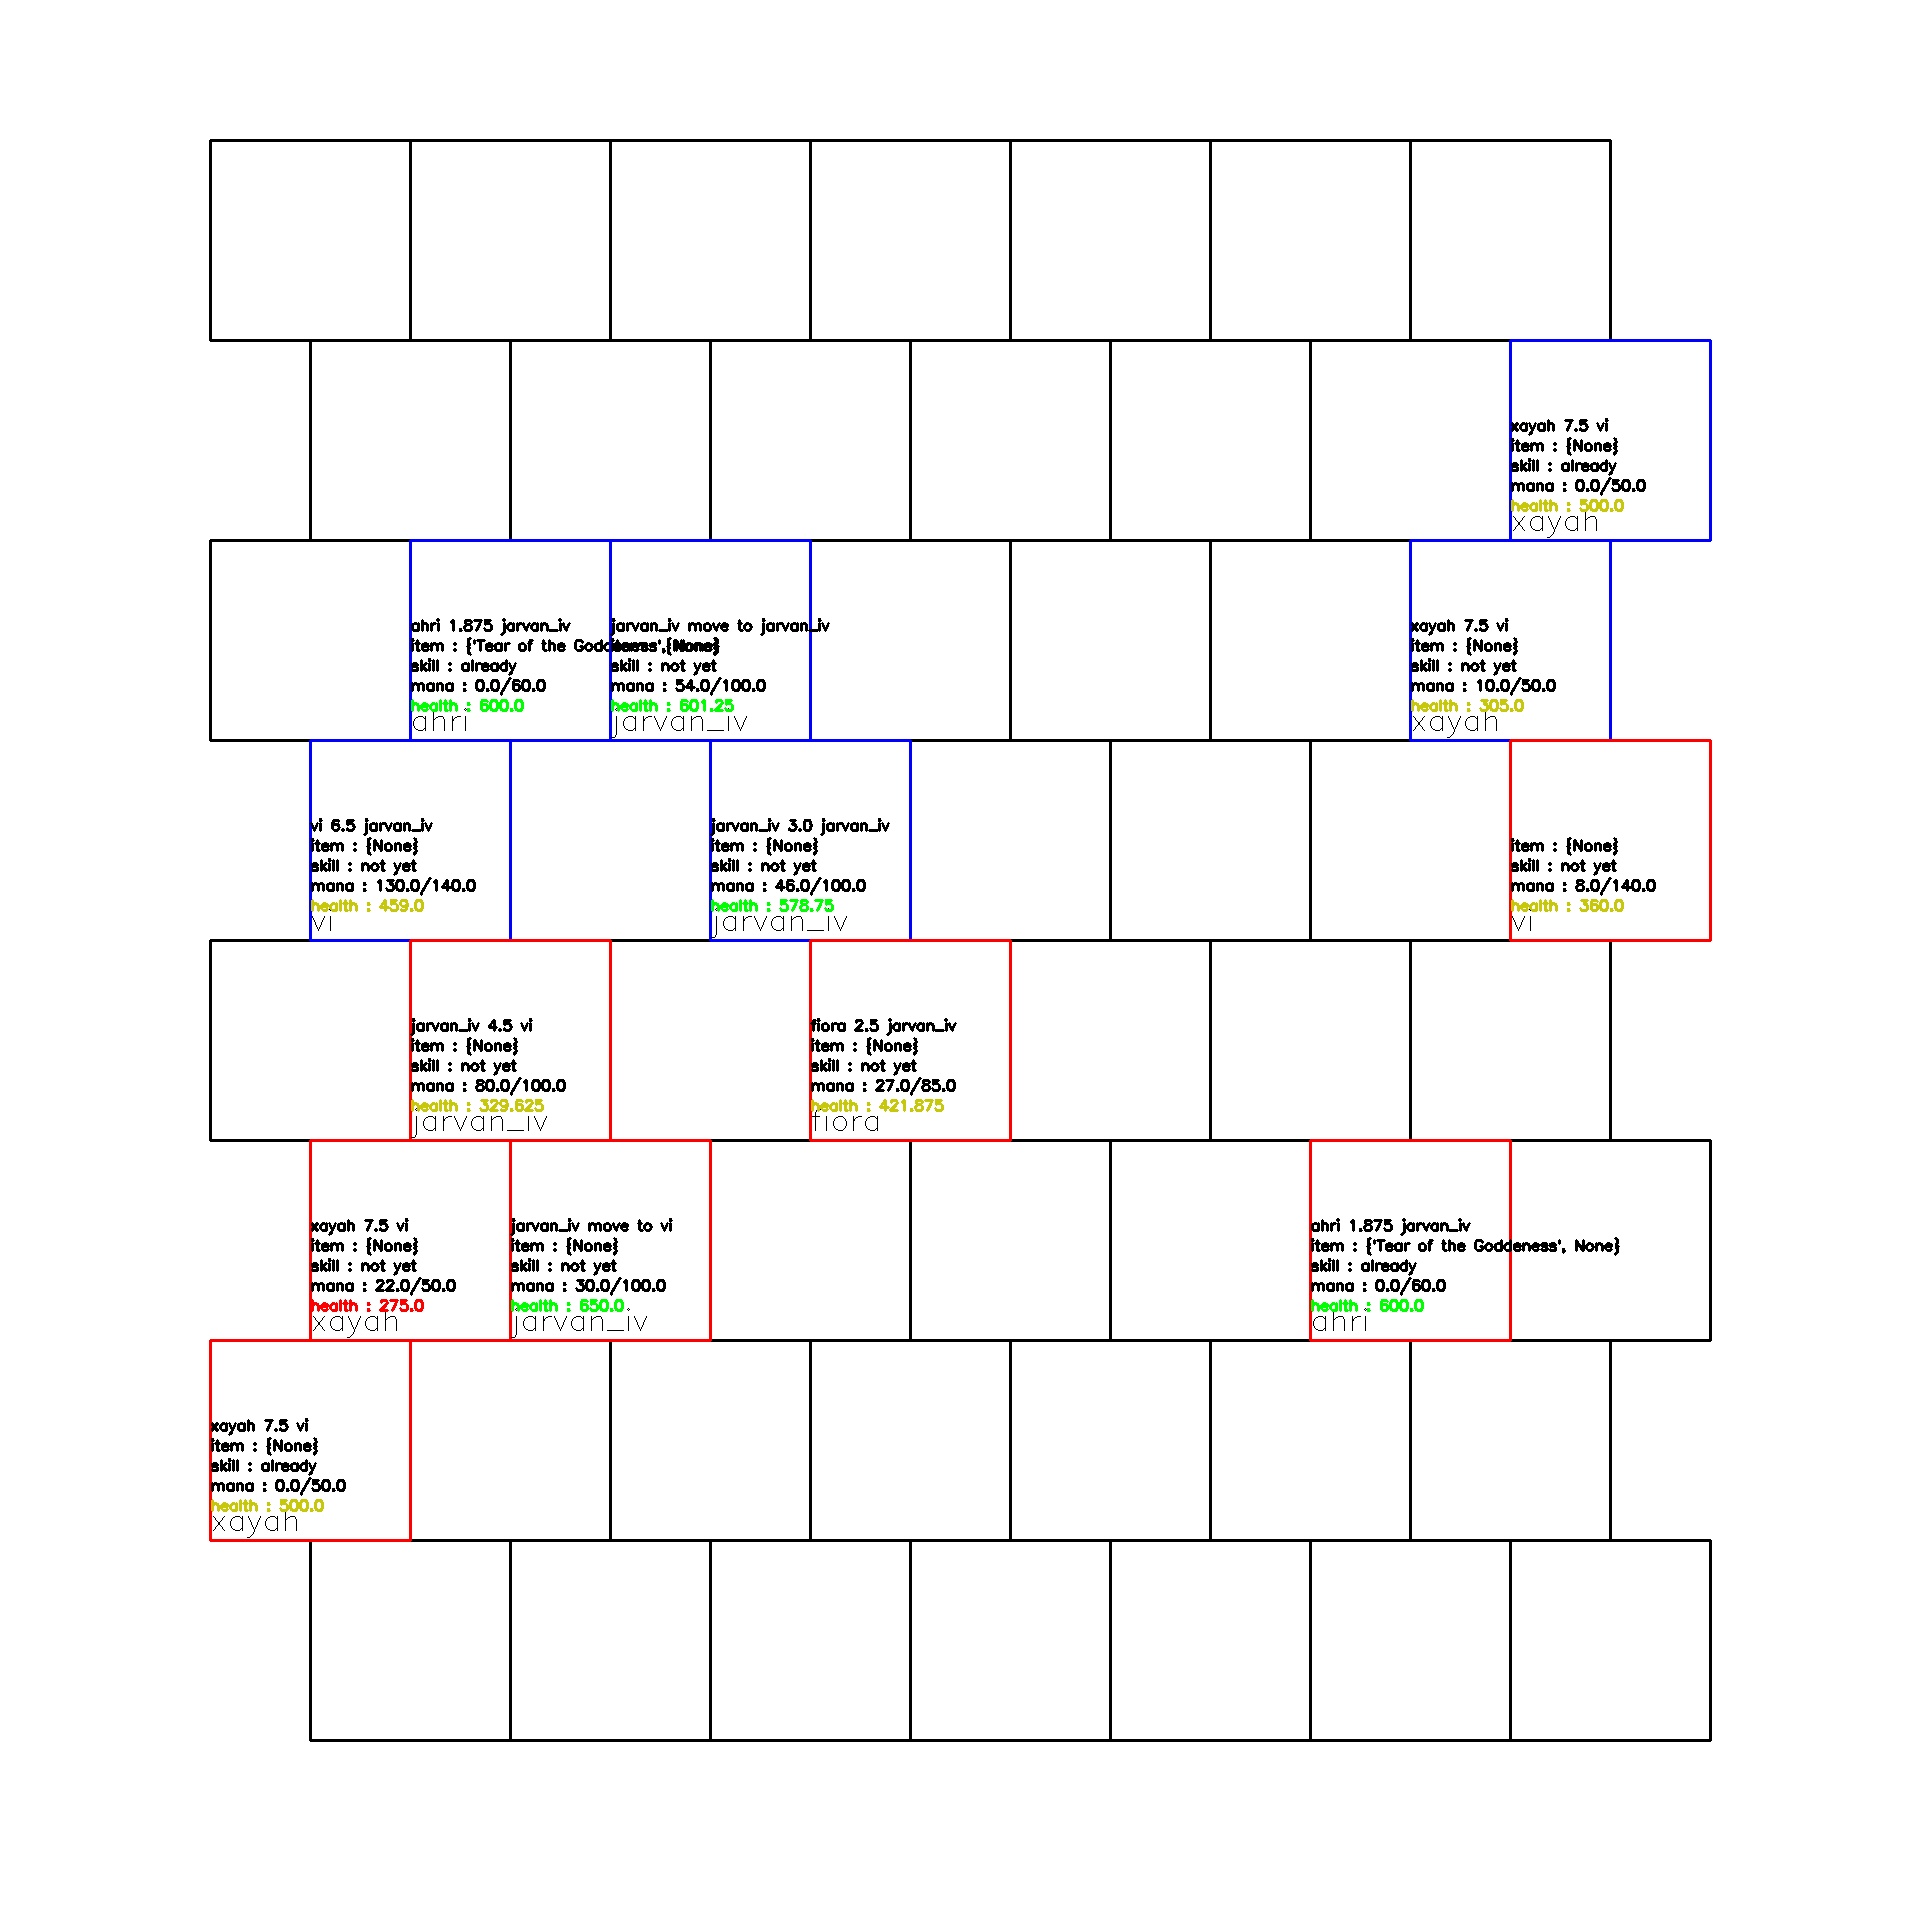 xayah 7.5 vi
item : {None}
skill : already
mana : 0.0/50.0
health : 500.0
xayah
ahri 1.875 jarvan_iv
item : {'Tear of the Goddeness', None}
skill : already
mana : 0.0/60.0
health : 600.0
ahri
jarvan_iv move to jarvan_iv
item : {None}
skill : not yet
mana : 54.0/100.0
health : 601.25
jarvan_iv
xayah 7.5 vi
item : {None}
skill : not yet
mana : 10.0/50.0
health : 305.0
xayah
vi 6.5 jarvan_iv
item : {None}
skill : not yet
mana : 130.0/140.0
health : 459.0
vi
jarvan_iv 3.0 jarvan_iv
item : {None}
skill : not yet
mana : 46.0/100.0
health : 578.75
jarvan_iv
item : {None}
skill : not yet
mana : 8.0/140.0
health : 360.0
vi
jarvan_iv 4.5 vi
item : {None}
skill : not yet
mana : 80.0/100.0
health : 329.625
jarvan_iv
fiora 2.5 jarvan_iv
item : {None}
skill : not yet
mana : 27.0/85.0
health : 421.875
fiora
xayah 7.5 vi
item : {None}
skill : not yet
mana : 22.0/50.0
health : 275.0
xayah
jarvan_iv move to vi
item : {None}
skill : not yet
mana : 30.0/100.0
health : 650.0
jarvan_iv
ahri 1.875 jarvan_iv
item : {'Tear of the Goddeness', None}
skill : already
mana : 0.0/60.0
health : 600.0
ahri
xayah 7.5 vi
item : {None}
skill : already
mana : 0.0/50.0
health : 500.0
xayah